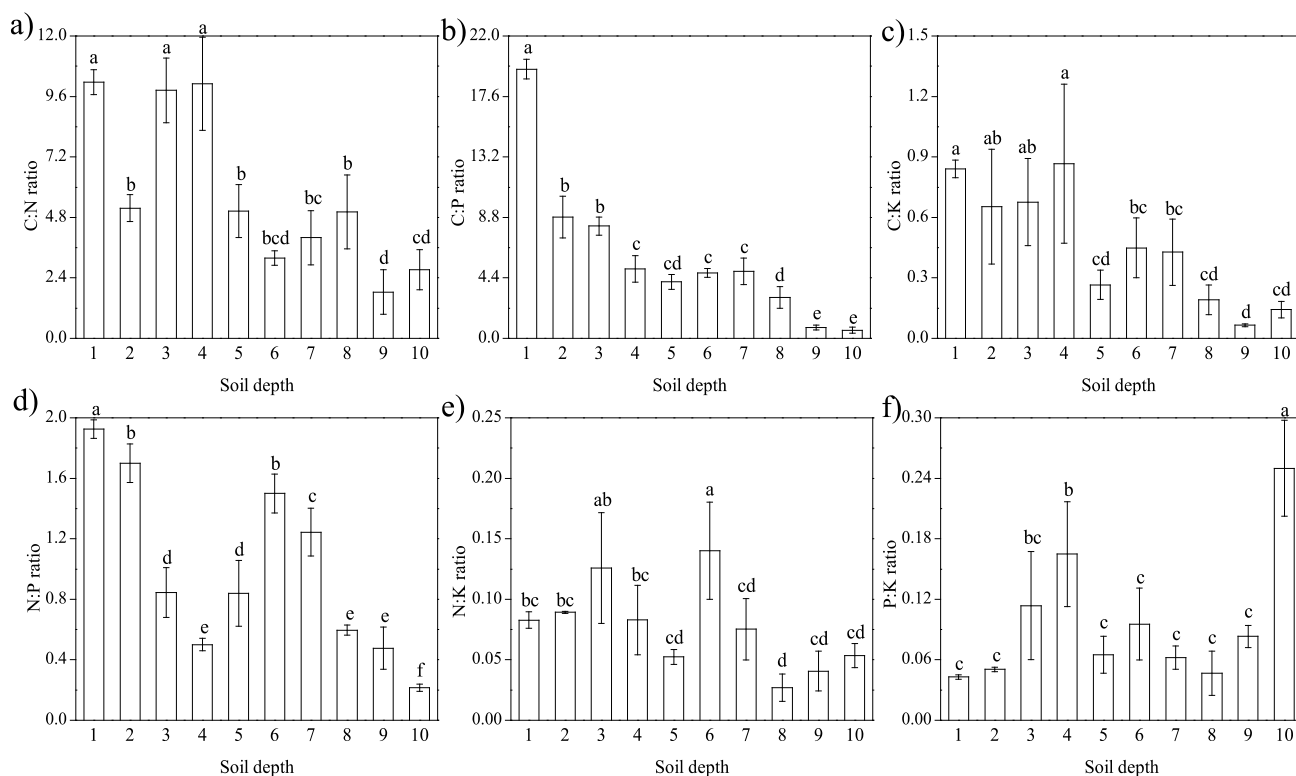 a)
12.0
9.6
7.2
4.8
2.4
0.0
C:N ratio
a
b
a
a
b
bcd
bc
b
d
cd
1 2 3 4 5 6 7 8 9 10
Soil depth
b)
22.0
17.6
13.2
8.8
4.4
0.0
C:P ratio
a
b
b
c
cd
c
c
d
e
e
1 2 3 4 5 6 7 8 9 10
Soil depth
c)
1.5
1.2
0.9
0.6
0.3
0.0
C:K ratio
a
ab
ab
a
cd
bc
bc
cd
d
cd
1 2 3 4 5 6 7 8 9 10
Soil depth
d)
2.0
1.6
1.2
0.8
0.4
0.0
N:P ratio
a
b
d
e
d
b
c
e
e
f
1 2 3 4 5 6 7 8 9 10
Soil depth
e)
0.25
0.20
0.15
0.10
0.05
0.00
N:K ratio
bc
bc
ab
bc
cd
a
cd
d
cd
cd
1 2 3 4 5 6 7 8 9 10
Soil depth
f)
0.30
0.24
0.18
0.12
0.06
0.00
P:K ratio
c
c
bc
b
c
c
c
c
c
a
1 2 3 4 5 6 7 8 9 10
Soil depth